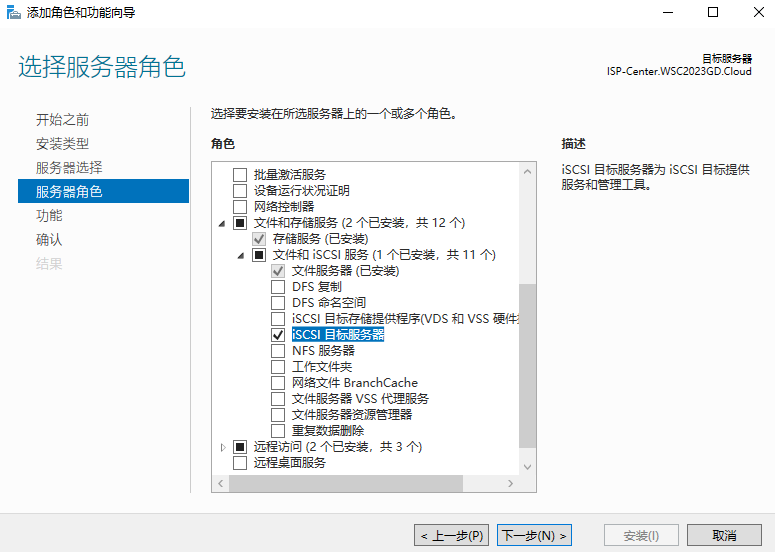 添加角色和功能向导
选择服务器角色
目标服务器
ISP-Center.WSC2023GD.Cloud
开始之前
安装类型
服务器选择
服务器角色
功能
确认
结果
选择要安装在所选服务器上的一个或多个角色。
角色
批量激活服务
设备运行状况证明
网络控制器
文件和存储服务 (2 个已安装，共 12 个)
存储服务 (已安装)
文件和 iSCSI 服务 (1 个已安装，共 11 个)
文件服务器 (已安装)
DFS 复制
DFS 命名空间
iSCSI 目标存储提供程序(VDS 和 VSS 硬件
iSCSI 目标服务器
NFS 服务器
工作文件夹
网络文件 BranchCache
文件服务器 VSS 代理服务
文件服务器资源管理器
重复数据删除
远程访问 (2 个已安装，共 3 个)
远程桌面服务
描述
iSCSI 目标服务器为 iSCSI 目标提供
服务和管理工具。
< 上一步(P)
下一步(N) >
安装(I)
取消